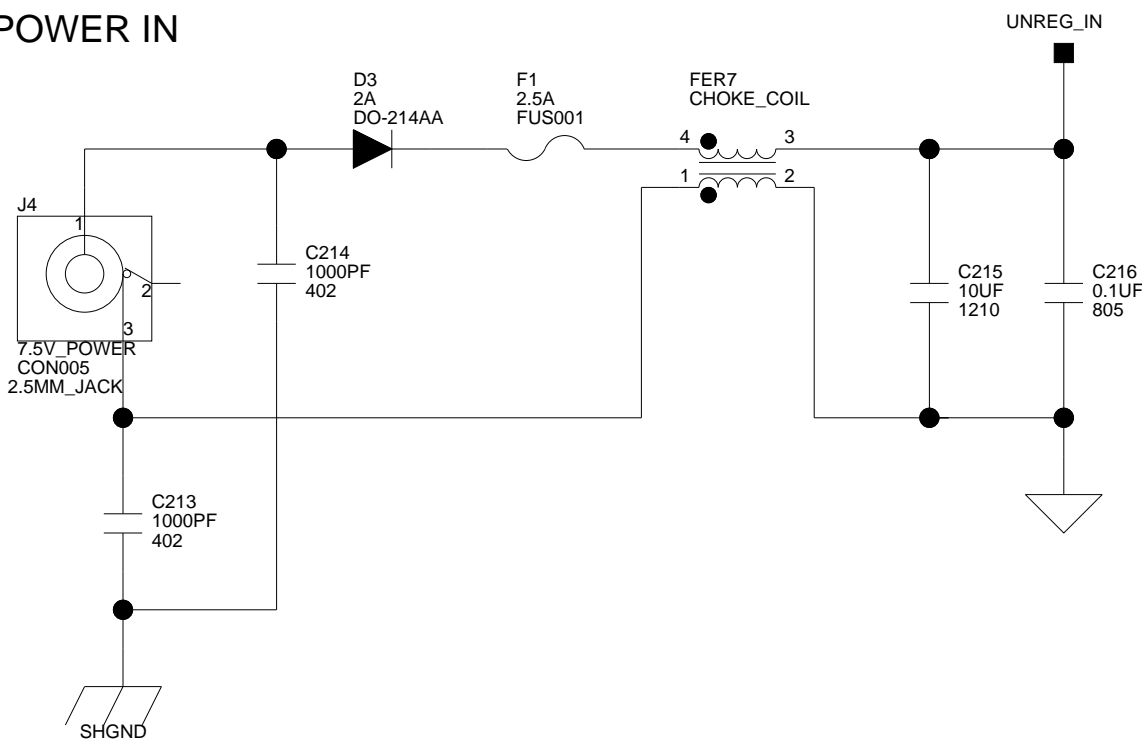 POWER IN
UNREG_IN
D3
2A
DO-214AA
F1
2.5A
FUS001
FER7
CHOKE_COIL
4
3
1
2
J4
1
2
3
7.5V_POWER
CON005
2.5MM_JACK
C214
1000PF
402
C215
10UF
1210
C216
0.1UF
805
C213
1000PF
402
SHGND